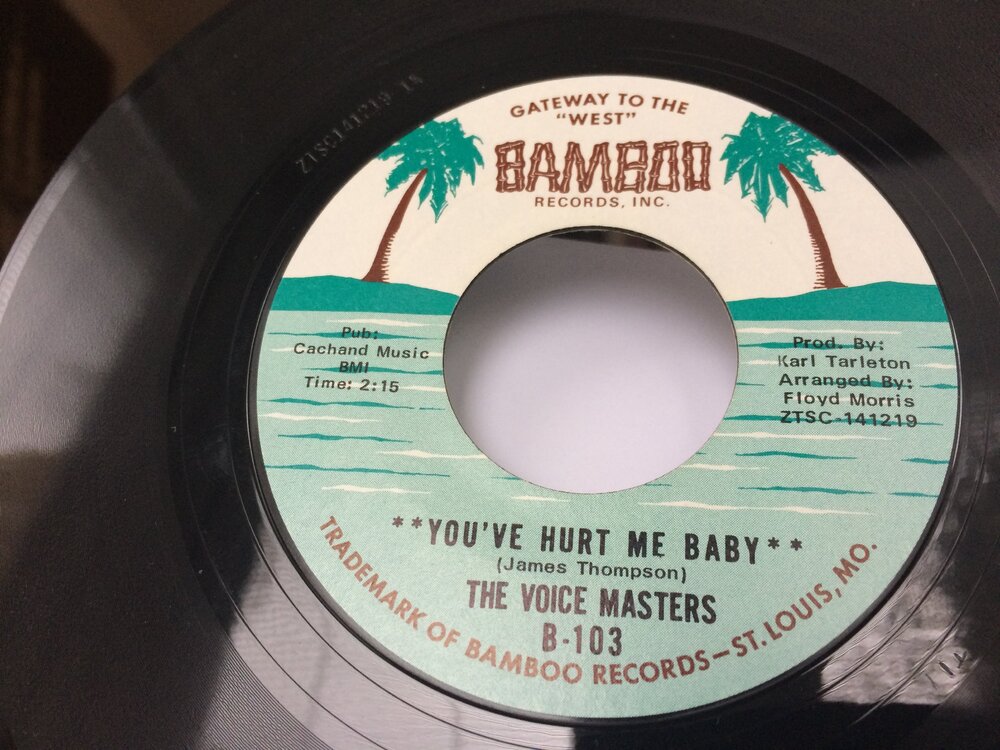 ZTSC141219 1A
GATEWAY TO THE
"WEST"
BAMBOO
RECORDS, INC.
Pub:
Cachand Music
BMI
Time: 2:15
Prod. By:
Karl Tarleton
Arranged By:
Floyd Morris
ZTSC-141219
**YOU'VE HURT ME BABY**
(James Thompson)
THE VOICE MASTERS
B-103
TRADEMARK OF BAMBOO RECORDS—ST. LOUIS, MO.